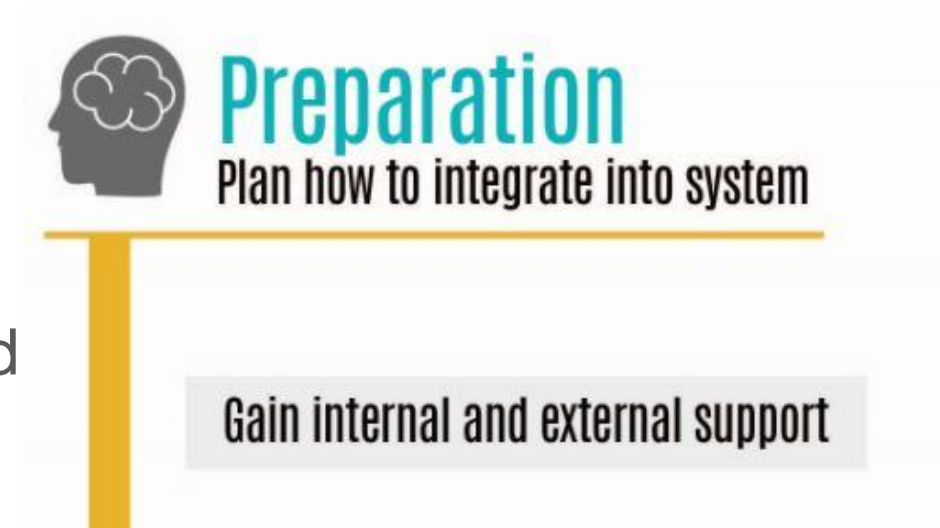 Preparation
Plan how to integrate into system
d
Gain internal and external support